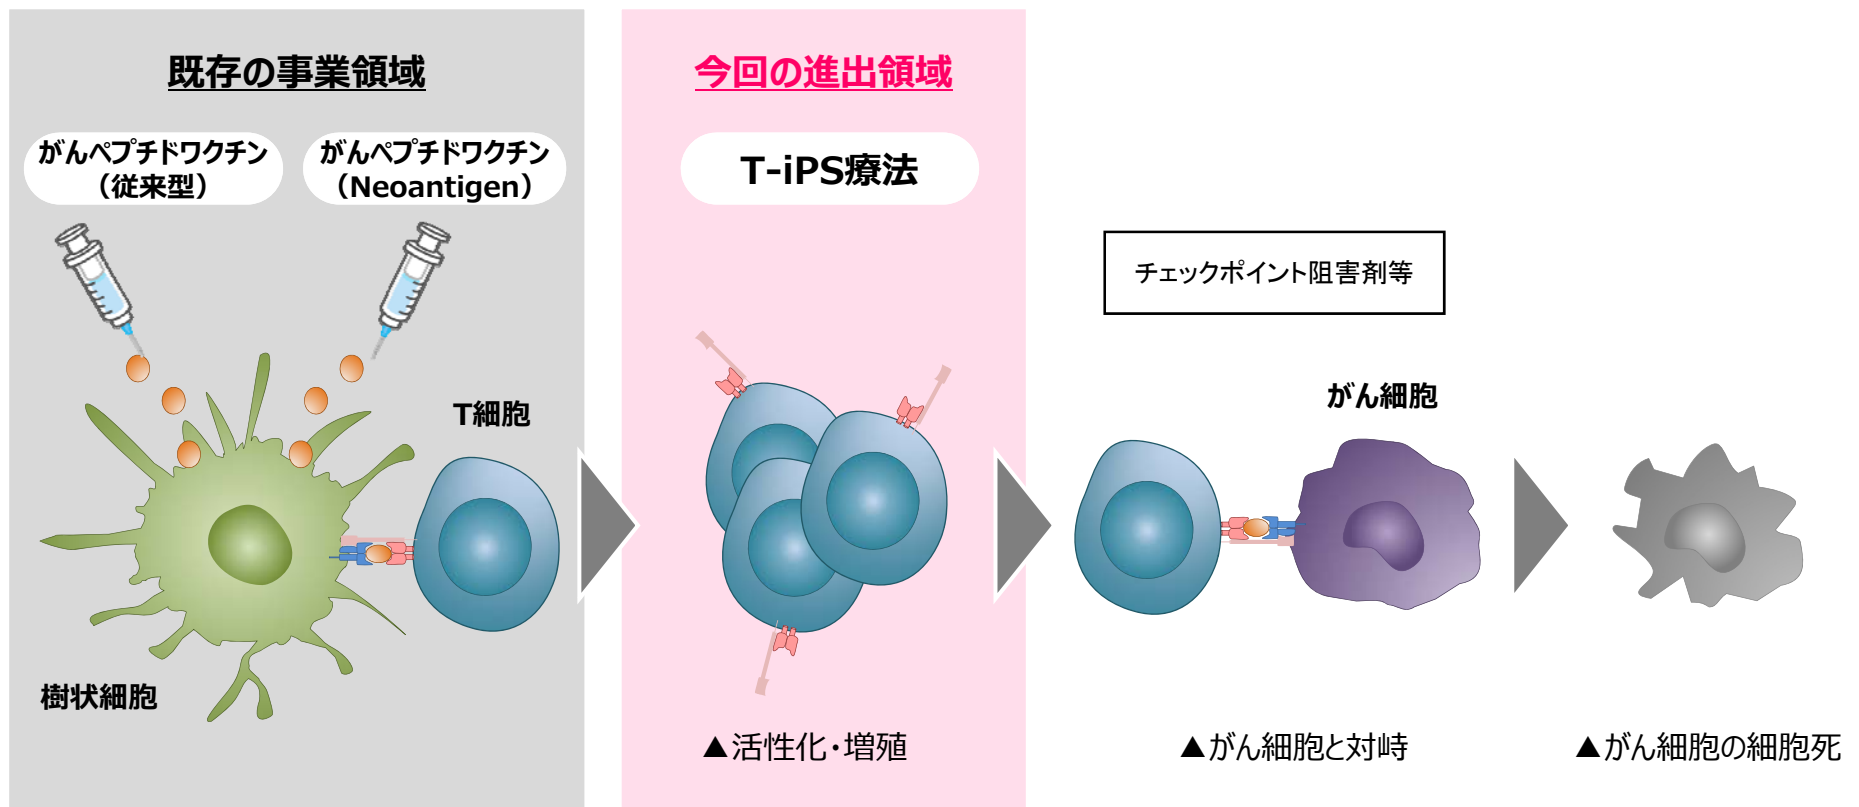 既存の事業領域
がんペプチドワクチン
（従来型）
がんペプチドワクチン
（Neoantigen）
T細胞
樹状細胞
今回の進出領域
T-iPS療法
▲活性化・増殖
チェックポイント阻害剤等
がん細胞
▲がん細胞と対峙
▲がん細胞の細胞死